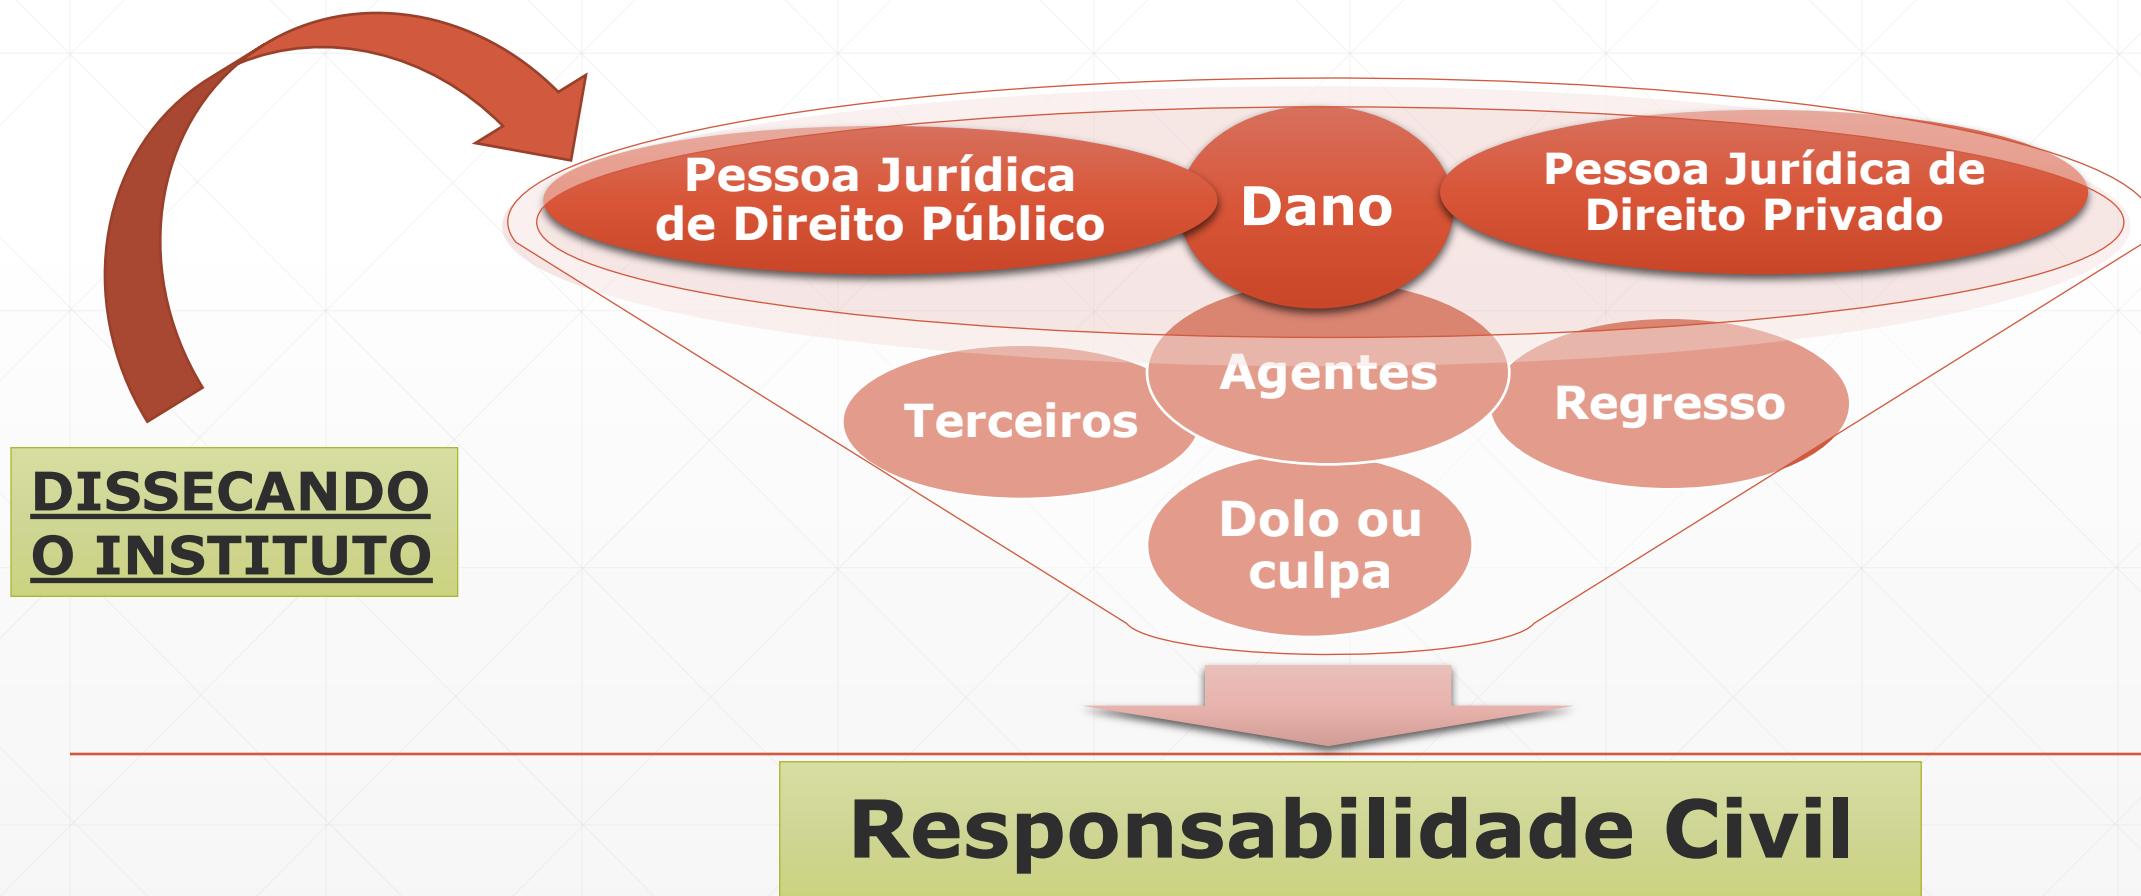 Pessoa Jurídica
de Direito Público
Dano
Pessoa Jurídica de
Direito Privado
Terceiros
Agentes
Regresso
Dolo ou
culpa
DISSECANDO
O INSTITUTO
Responsabilidade Civil